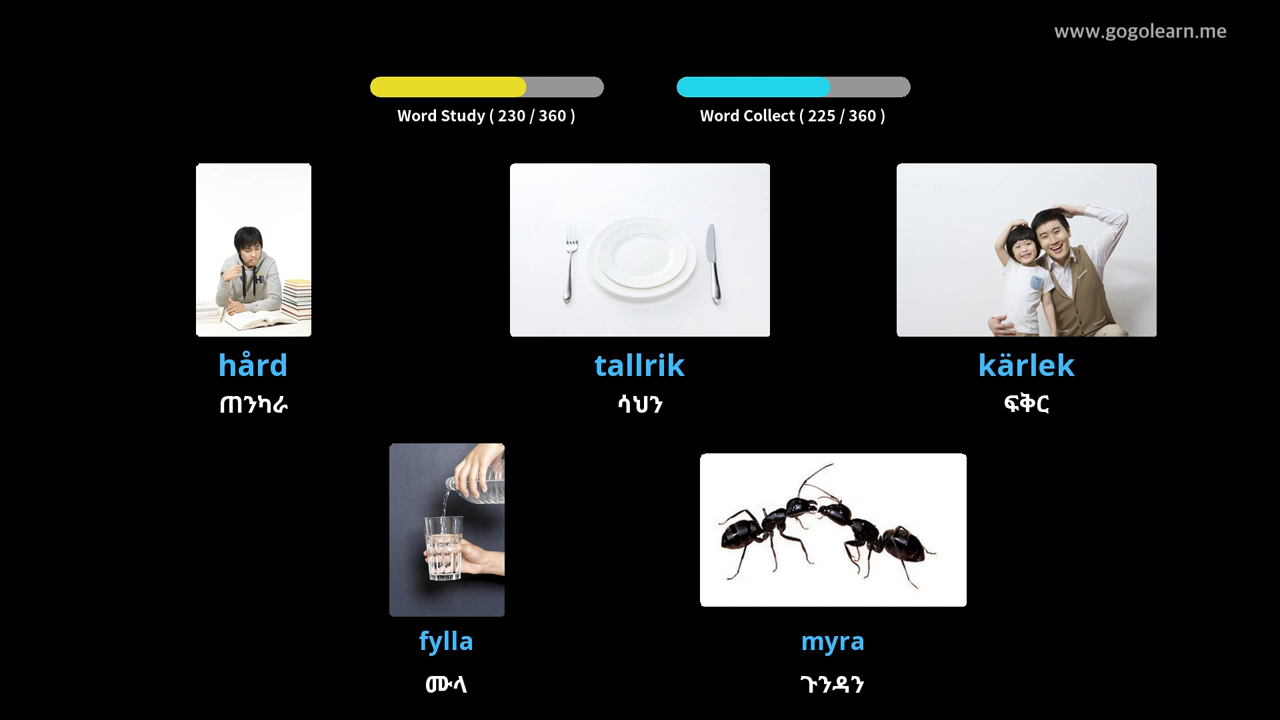 www.gogolearn.me
Word Study ( 230 / 360 )
Word Collect ( 225 / 360 )
hård
tallrik
kärlek
ጠንካራ
ሳህን
ፍቅር
fylla
myra
ሙላ
ጉንዳን